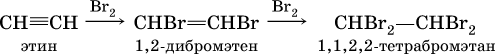 CH≡CH —Br₂→ CHBr=CHBr —Br₂→ CHBr₂—CHBr₂
этин 1,2-дибромэтен 1,1,2,2-тетрабромэтан